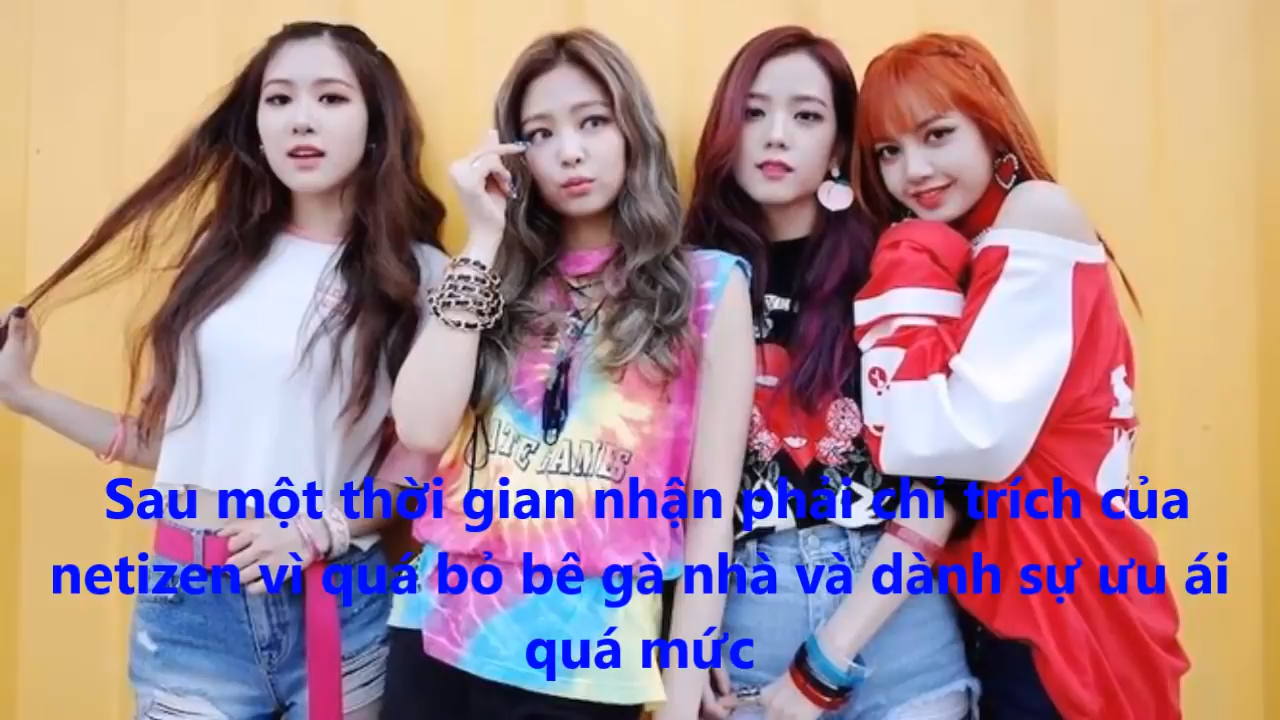 Sau một thời gian nhận phải chỉ trích của
netizen vì quá bỏ bê gà nhà và dành sự ưu ái
quá mức